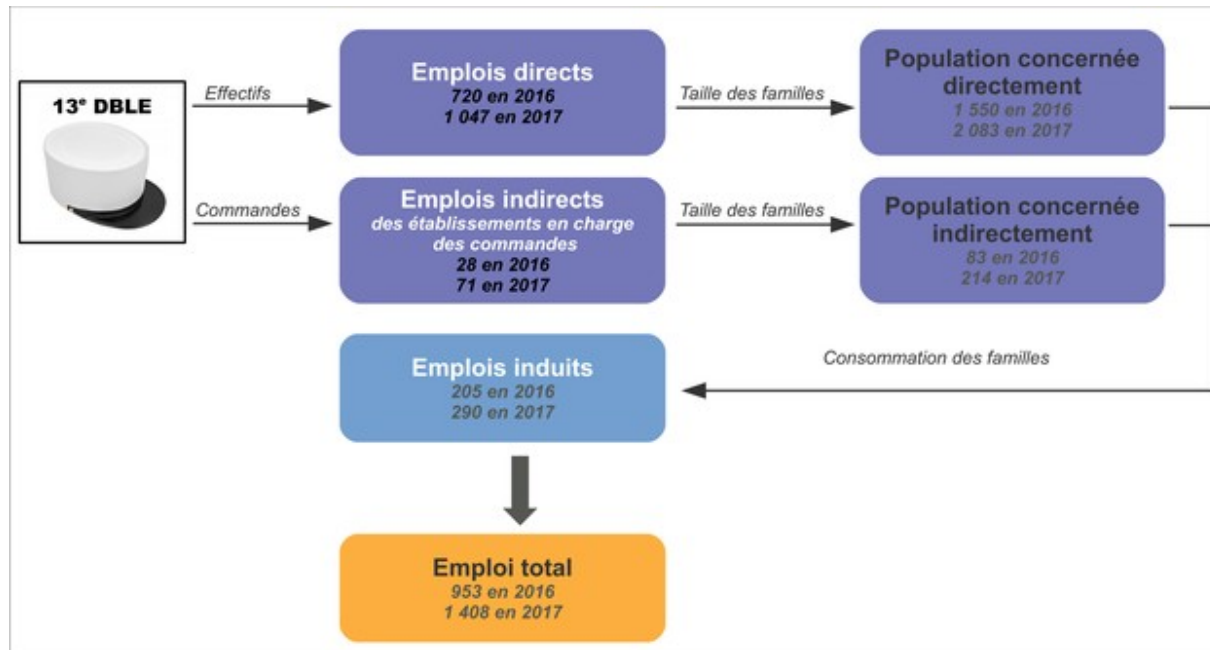 13e DBLE
Effectifs
Emplois directs
720 en 2016
1 047 en 2017
Taille des familles
Population concernée
directement
1 550 en 2016
2 083 en 2017
Commandes
Emplois indirects
des établissements en charge
des commandes
28 en 2016
71 en 2017
Taille des familles
Population concernée
indirectement
83 en 2016
214 en 2017
Consommation des familles
Emplois induits
205 en 2016
290 en 2017
Emploi total
953 en 2016
1 408 en 2017